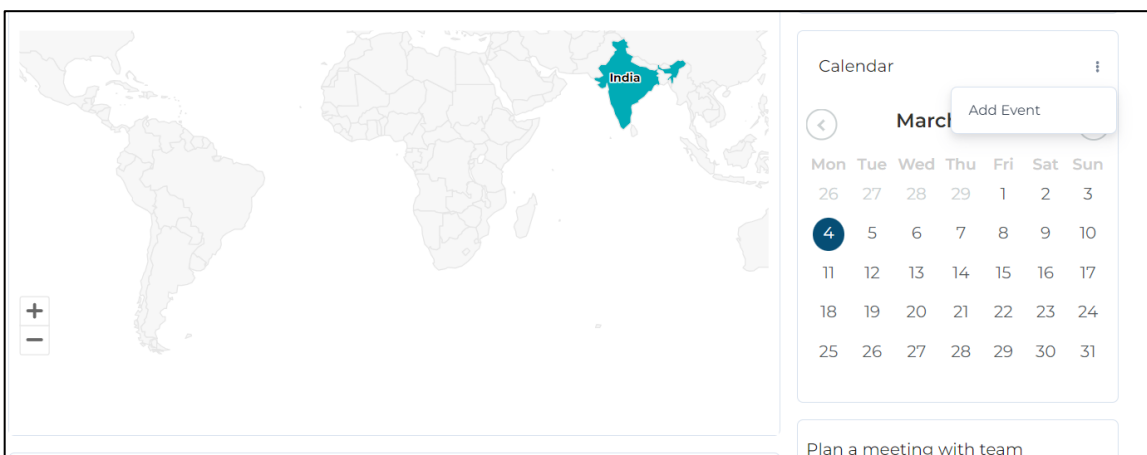 India
Calendar
Add Event
March
Mon Tue Wed Thu Fri Sat Sun
26 27 28 29 1 2 3
4 5 6 7 8 9 10
11 12 13 14 15 16 17
18 19 20 21 22 23 24
25 26 27 28 29 30 31
Plan a meeting with team